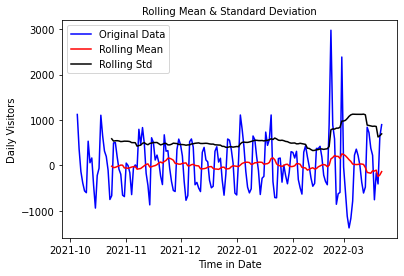 Rolling Mean & Standard Deviation
Original Data
Rolling Mean
Rolling Std
3000
2000
1000
0
−1000
Daily Visitors
2021-10
2021-11
2021-12
2022-01
2022-02
2022-03
Time in Date